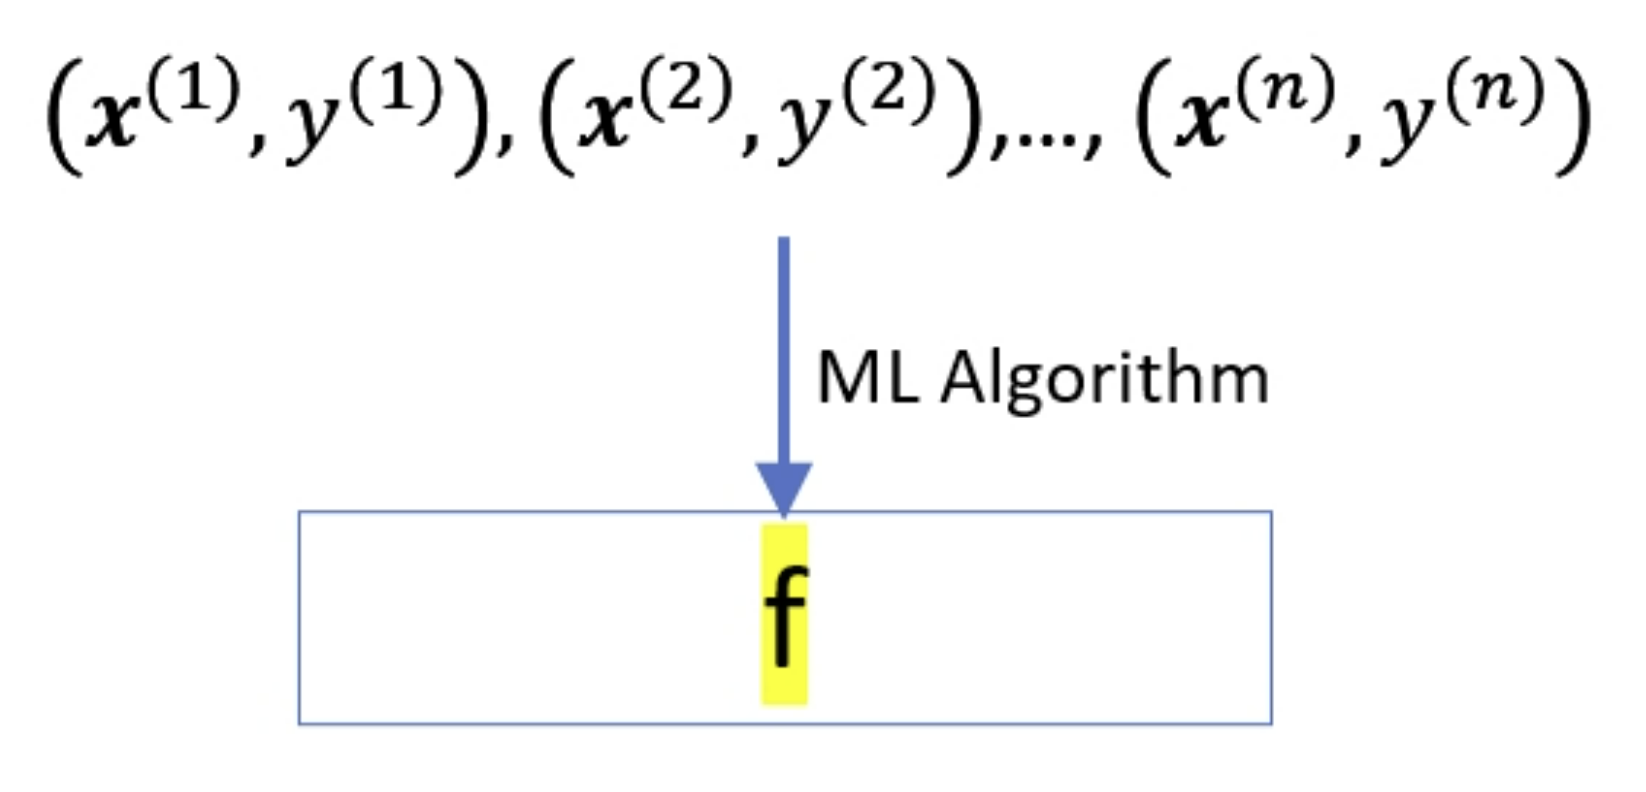 (x⁽¹⁾, y⁽¹⁾), (x⁽²⁾, y⁽²⁾),..., (x⁽ⁿ⁾, y⁽ⁿ⁾)
ML Algorithm
f